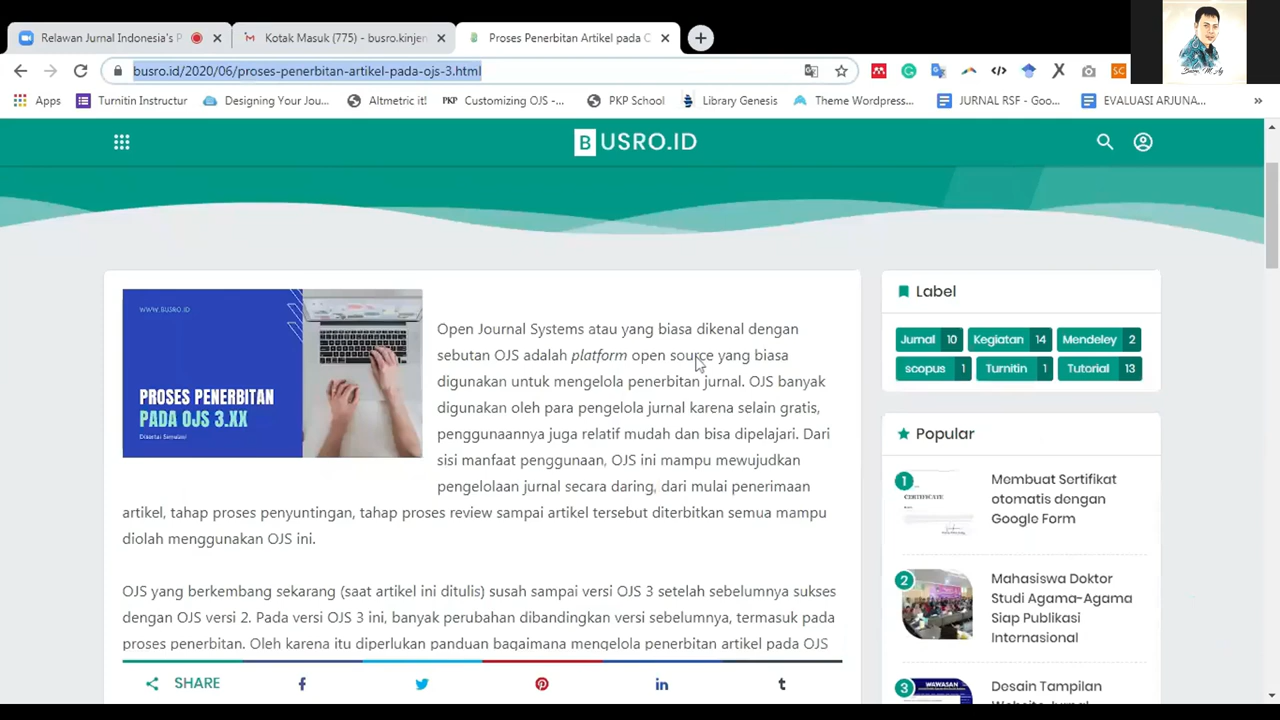 Relawan Jurnal Indonesia's P
Kotak Masuk (775) - busro.kinjen
Proses Penerbitan Artikel pada C
busro.id/2020/06/proses-penerbitan-artikel-pada-ojs-3.html
Apps
Turnitin Instructur
Designing Your Jou...
Altmetric it!
PKP Customizing OJS -...
PKP School
Library Genesis
Theme Wordpress...
JURNAL RSF - Goo...
EVALUASI ARJUNA...
»
BUSRO.ID
WWW.BUSRO.ID
PROSES PENERBITAN
PADA OJS 3.XX
Open Journal Systems atau yang biasa dikenal dengan
sebutan OJS adalah platform open source yang biasa
digunakan untuk mengelola penerbitan jurnal. OJS banyak
digunakan oleh para pengelola jurnal karena selain gratis,
penggunaannya juga relatif mudah dan bisa dipelajari. Dari
sisi manfaat penggunaan, OJS ini mampu mewujudkan
pengelolaan jurnal secara daring, dari mulai penerimaan
artikel, tahap proses penyuntingan, tahap proses review sampai artikel tersebut diterbitkan semua mampu
diolah menggunakan OJS ini.
OJS yang berkembang sekarang (saat artikel ini ditulis) susah sampai versi OJS 3 setelah sebelumnya sukses
dengan OJS versi 2. Pada versi OJS 3 ini, banyak perubahan dibandingkan versi sebelumnya, termasuk pada
proses penerbitan. Oleh karena itu diperlukan panduan bagaimana mengelola penerbitan artikel pada OJS
SHARE
Label
Jurnal 10
Kegiatan 14
Mendeley 2
scopus 1
Turnitin 1
Tutorial 13
Popular
1
CERTIFICATE
Membuat Sertifikat
otomatis dengan
Google Form
2
Mahasiswa Doktor
Studi Agama-Agama
Siap Publikasi
Internasional
3
WAWASAN
Desain Tampilan